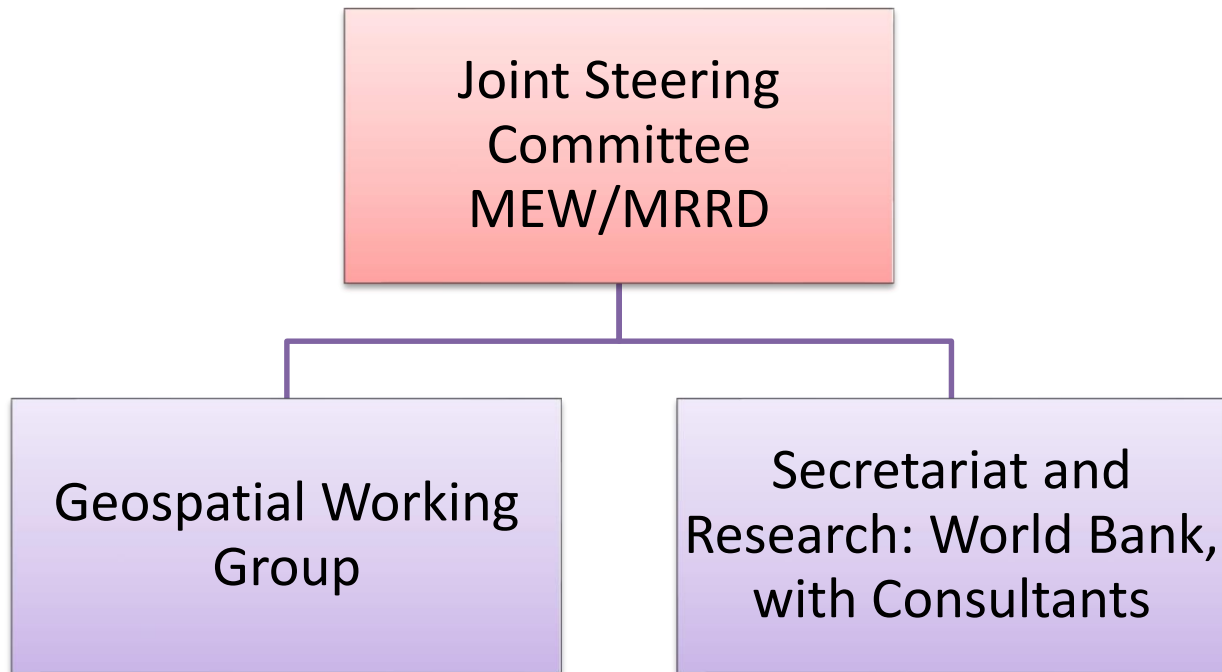 Joint Steering
Committee
MEW/MRRD
Geospatial Working
Group
Secretariat and
Research: World Bank,
with Consultants